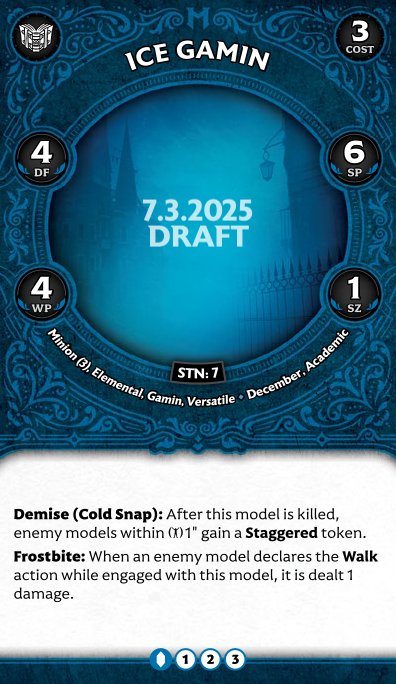 ICE GAMIN
3
COST
4
DF
6
SP
7.3.2025
DRAFT
4
WP
1
SZ
STN: 7
Minion (3), Elemental, Gamin, Versatile • December, Academic
Demise (Cold Snap): After this model is killed,
enemy models within 1" gain a Staggered token.
Frostbite: When an enemy model declares the Walk
action while engaged with this model, it is dealt 1
damage.
1 2 3